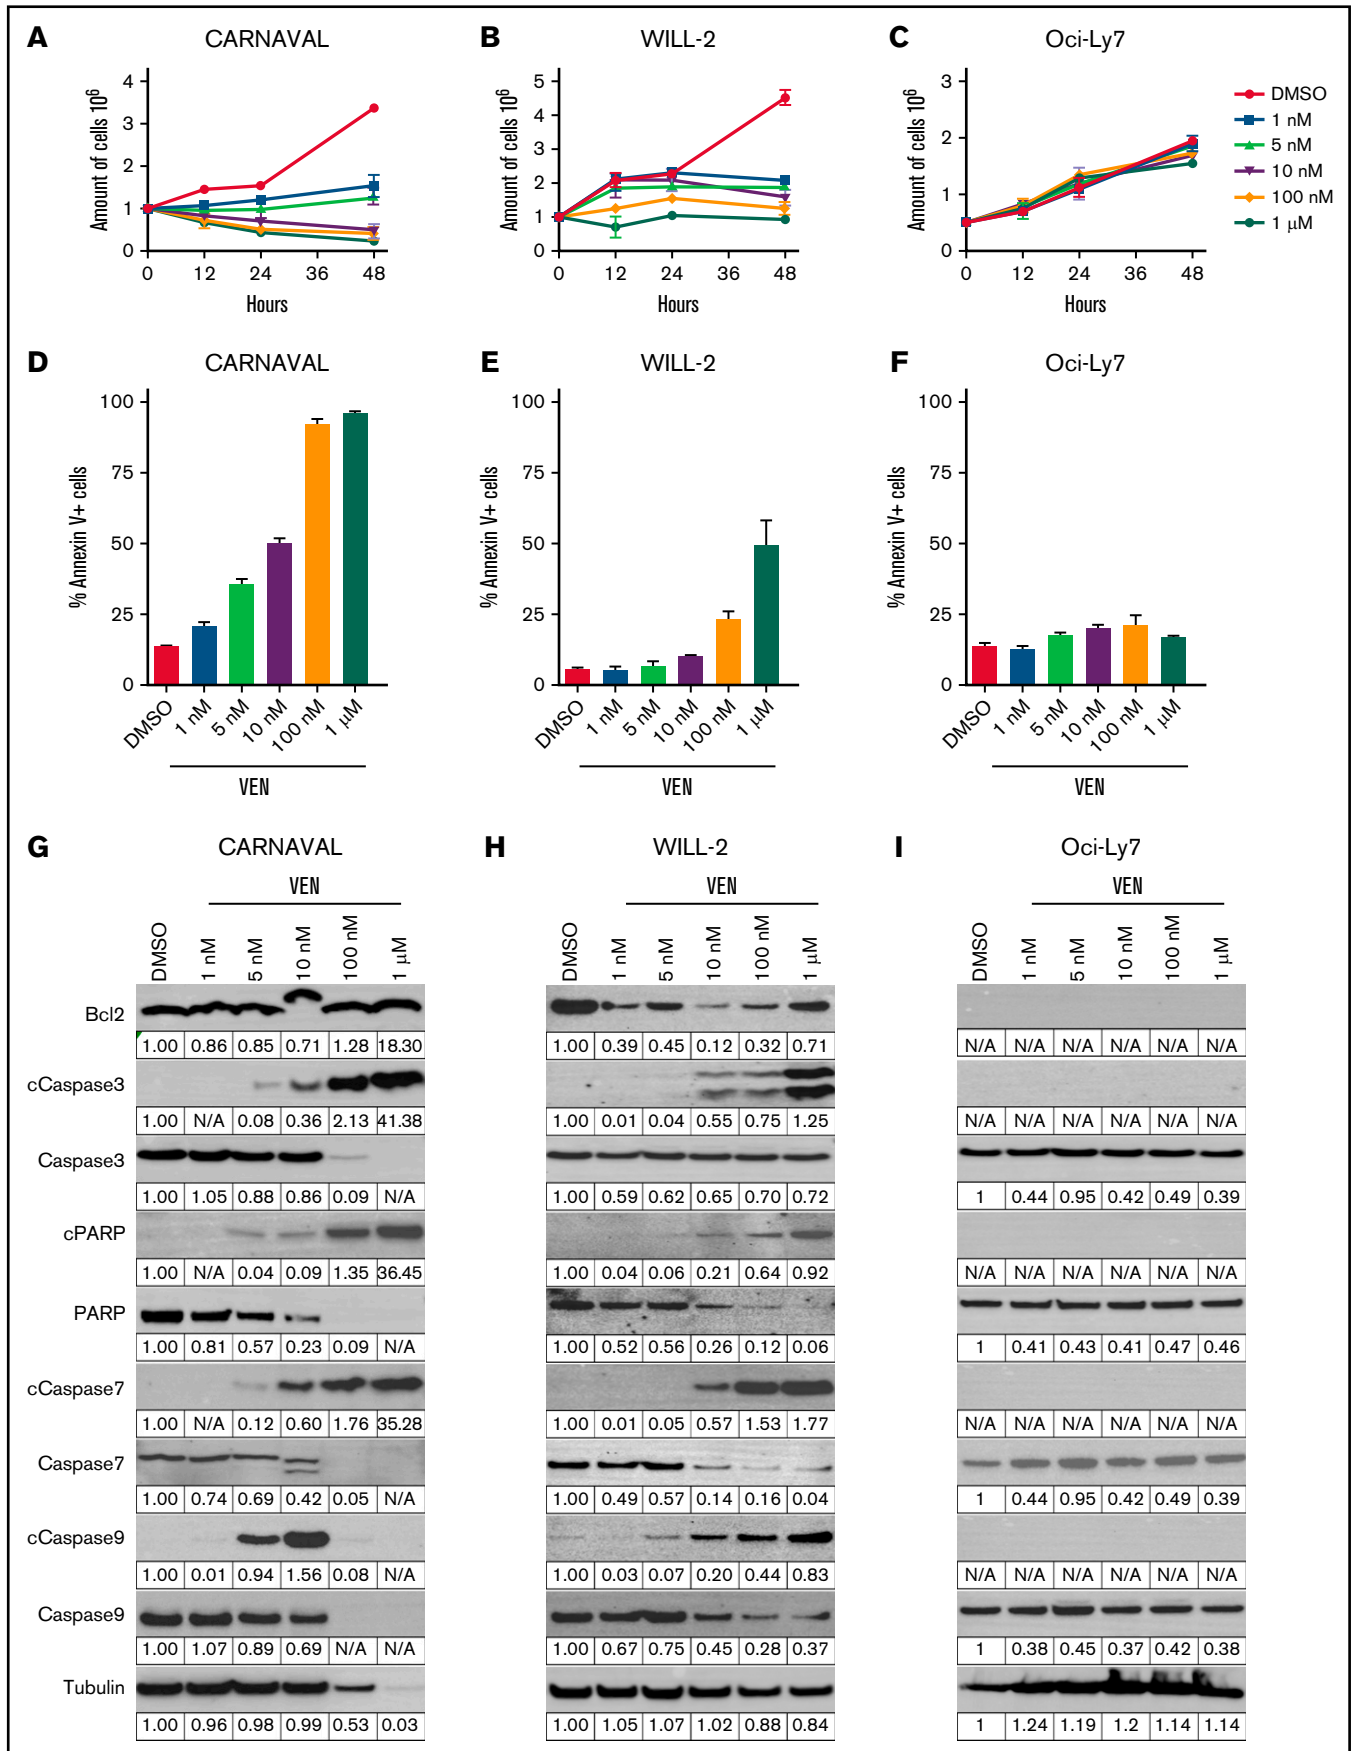 A CARNAVAL
Amount of cells 10⁶
4
3
2
1
0
0 12 24 36 48
Hours
B WILL-2
Amount of cells 10⁶
5
4
3
2
1
0
0 12 24 36 48
Hours
C Oci-Ly7
Amount of cells 10⁶
3
2
1
0
0 12 24 36 48
Hours
DMSO
1 nM
5 nM
10 nM
100 nM
1 μM
D CARNAVAL
% Annexin V+ cells
100
75
50
25
0
DMSO 1 nM 5 nM 10 nM 100 nM 1 μM
VEN
E WILL-2
% Annexin V+ cells
100
75
50
25
0
DMSO 1 nM 5 nM 10 nM 100 nM 1 μM
VEN
F Oci-Ly7
% Annexin V+ cells
100
75
50
25
0
DMSO 1 nM 5 nM 10 nM 100 nM 1 μM
VEN
G CARNAVAL
VEN
DMSO 1 nM 5 nM 10 nM 100 nM 1 μM
Bcl2
1.00 0.86 0.85 0.71 1.28 18.30
cCaspase3
1.00 N/A 0.08 0.36 2.13 41.38
Caspase3
1.00 1.05 0.88 0.86 0.09 N/A
cPARP
1.00 N/A 0.04 0.09 1.35 36.45
PARP
1.00 0.81 0.57 0.23 0.09 N/A
cCaspase7
1.00 N/A 0.12 0.60 1.76 35.28
Caspase7
1.00 0.74 0.69 0.42 0.05 N/A
cCaspase9
1.00 0.01 0.94 1.56 0.08 N/A
Caspase9
1.00 1.07 0.89 0.69 N/A N/A
Tubulin
1.00 0.96 0.98 0.99 0.53 0.03
H WILL-2
VEN
DMSO 1 nM 5 nM 10 nM 100 nM 1 μM
1.00 0.39 0.45 0.12 0.32 0.71
1.00 0.01 0.04 0.55 0.75 1.25
1.00 0.59 0.62 0.65 0.70 0.72
1.00 0.04 0.06 0.21 0.64 0.92
1.00 0.52 0.56 0.26 0.12 0.06
1.00 0.01 0.05 0.57 1.53 1.77
1.00 0.49 0.57 0.14 0.16 0.04
1.00 0.03 0.07 0.20 0.44 0.83
1.00 0.67 0.75 0.45 0.28 0.37
1.00 1.05 1.07 1.02 0.88 0.84
I Oci-Ly7
VEN
DMSO 1 nM 5 nM 10 nM 100 nM 1 μM
N/A N/A N/A N/A N/A N/A
N/A N/A N/A N/A N/A N/A
1 0.44 0.95 0.42 0.49 0.39
N/A N/A N/A N/A N/A N/A
1 0.41 0.43 0.41 0.47 0.46
N/A N/A N/A N/A N/A N/A
1 0.44 0.95 0.42 0.49 0.39
N/A N/A N/A N/A N/A N/A
1 0.38 0.45 0.37 0.42 0.38
1 1.24 1.19 1.2 1.14 1.14